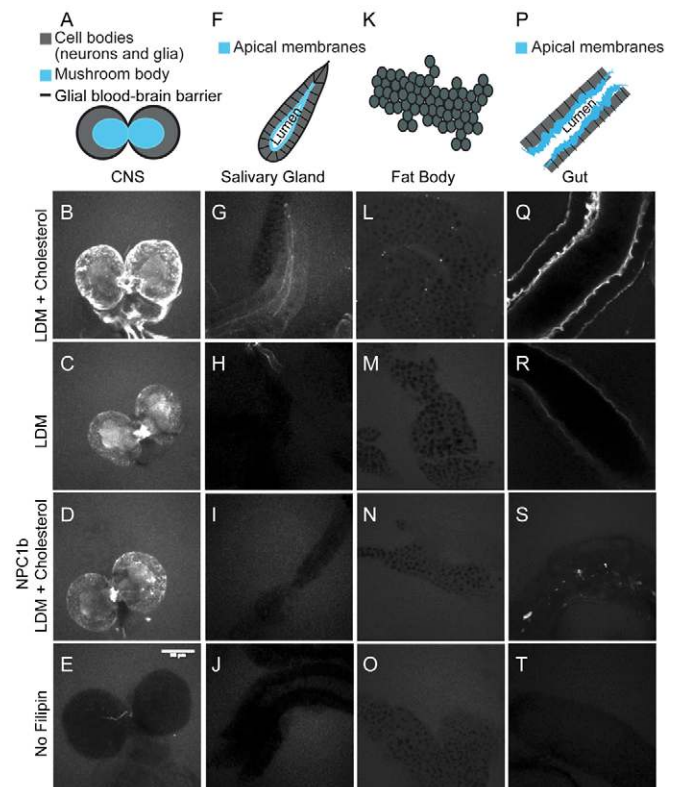 A
Cell bodies
(neurons and glia)
Mushroom body
Glial blood-brain barrier
CNS
F
Apical membranes
Lumen
Salivary Gland
K
Fat Body
P
Apical membranes
Lumen
Gut
LDM + Cholesterol
B
G
L
Q
LDM
C
H
M
R
NPC1b
LDM + Cholesterol
D
I
N
S
No Filipin
E
J
O
T